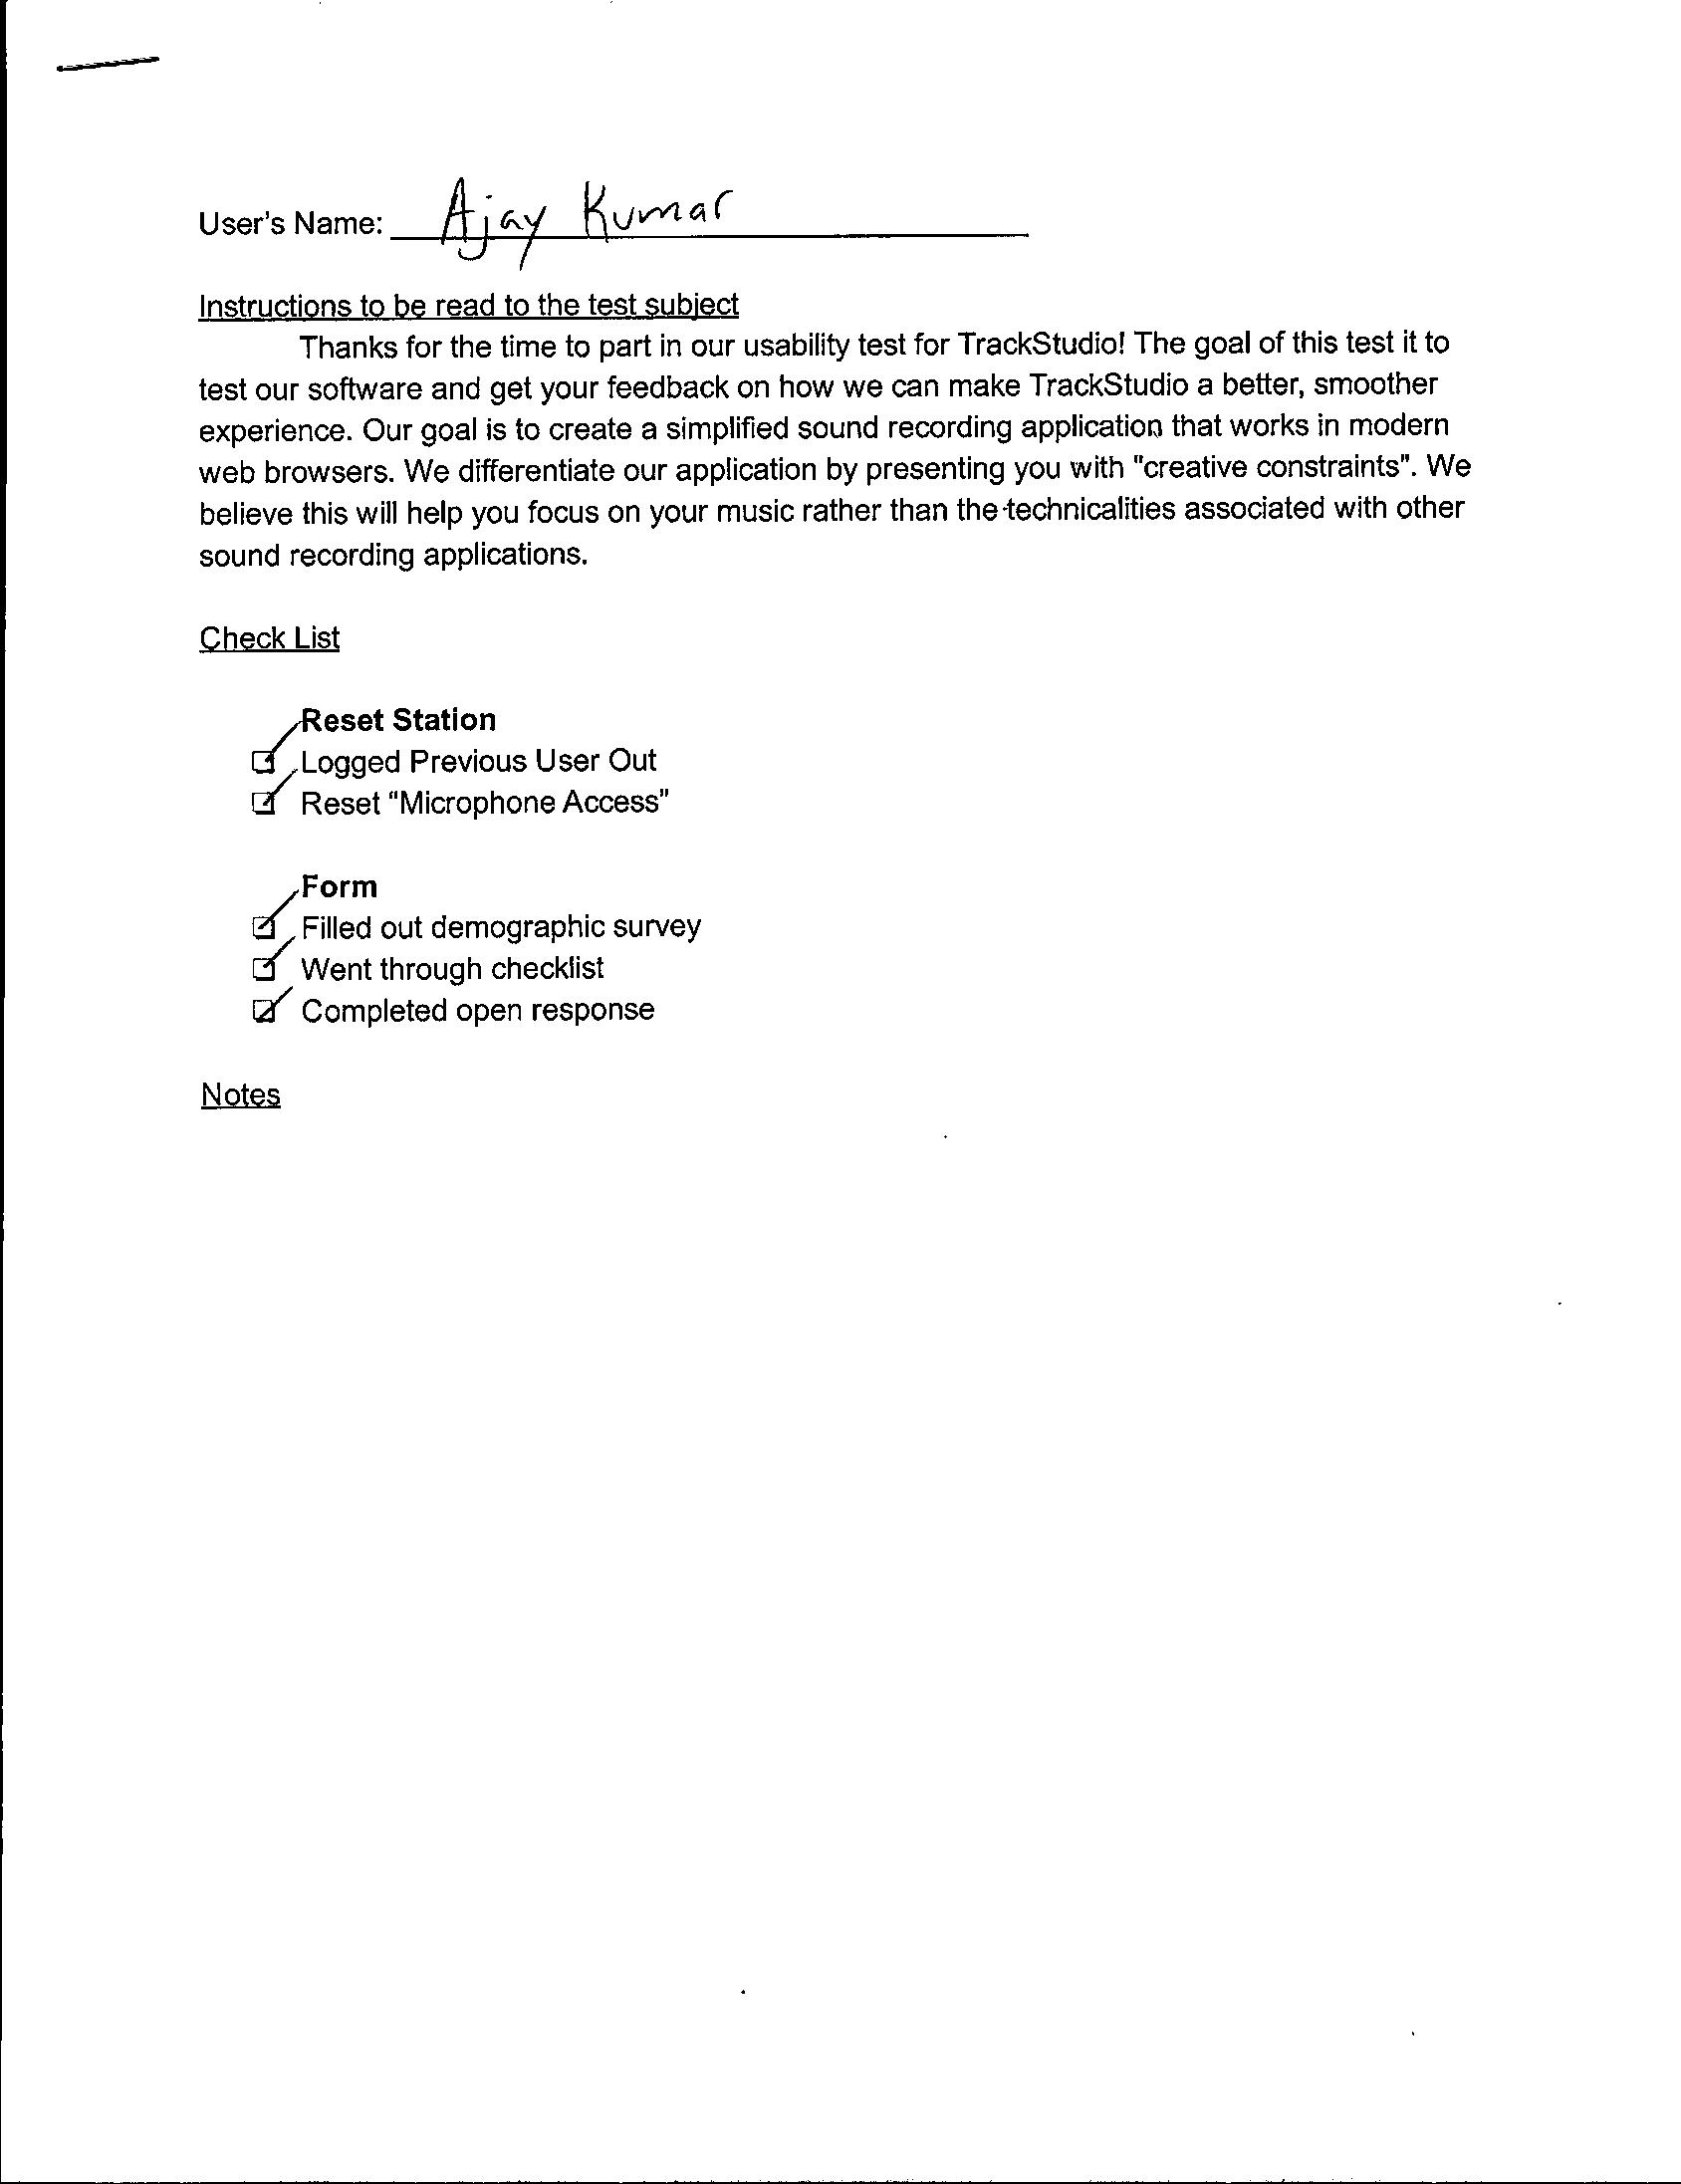 User's Name: Ajay Kumar
Instructions to be read to the test subject
Thanks for the time to part in our usability test for TrackStudio! The goal of this test it to
test our software and get your feedback on how we can make TrackStudio a better, smoother
experience. Our goal is to create a simplified sound recording application that works in modern
web browsers. We differentiate our application by presenting you with "creative constraints". We
believe this will help you focus on your music rather than the technicalities associated with other
sound recording applications.
Check List
Reset Station
Logged Previous User Out
Reset “Microphone Access”
Form
Filled out demographic survey
Went through checklist
Completed open response
Notes